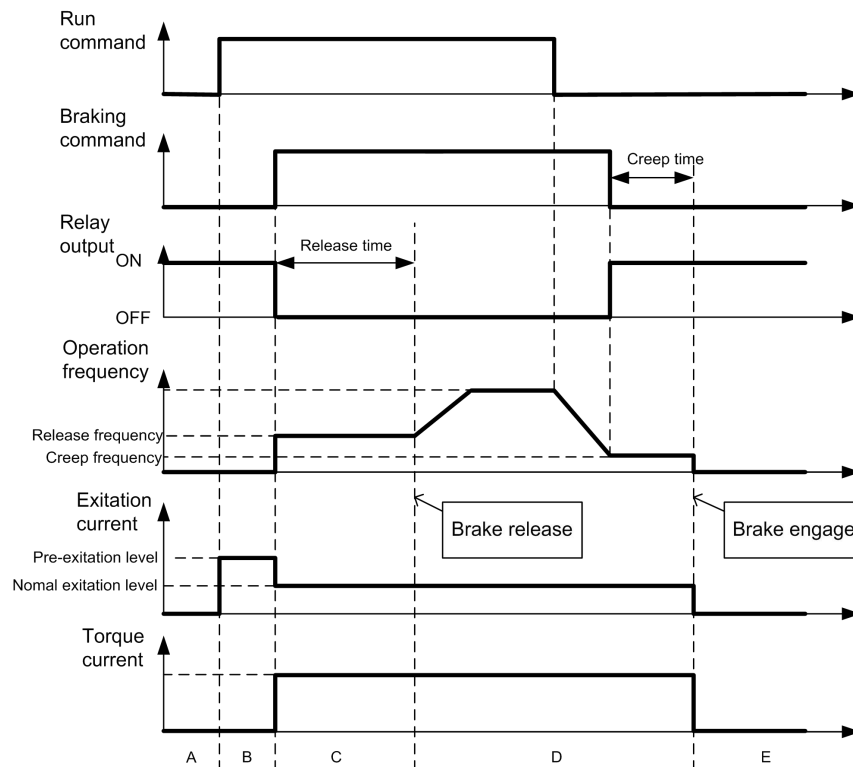 Run
command
Braking
command
Creep time
Relay
output
ON
Release time
OFF
Operation
frequency
Release frequency
Creep frequency
Exitation
current
Brake release
Brake engage
Pre-exitation level
Nomal exitation level
Torque
current
A B C D E